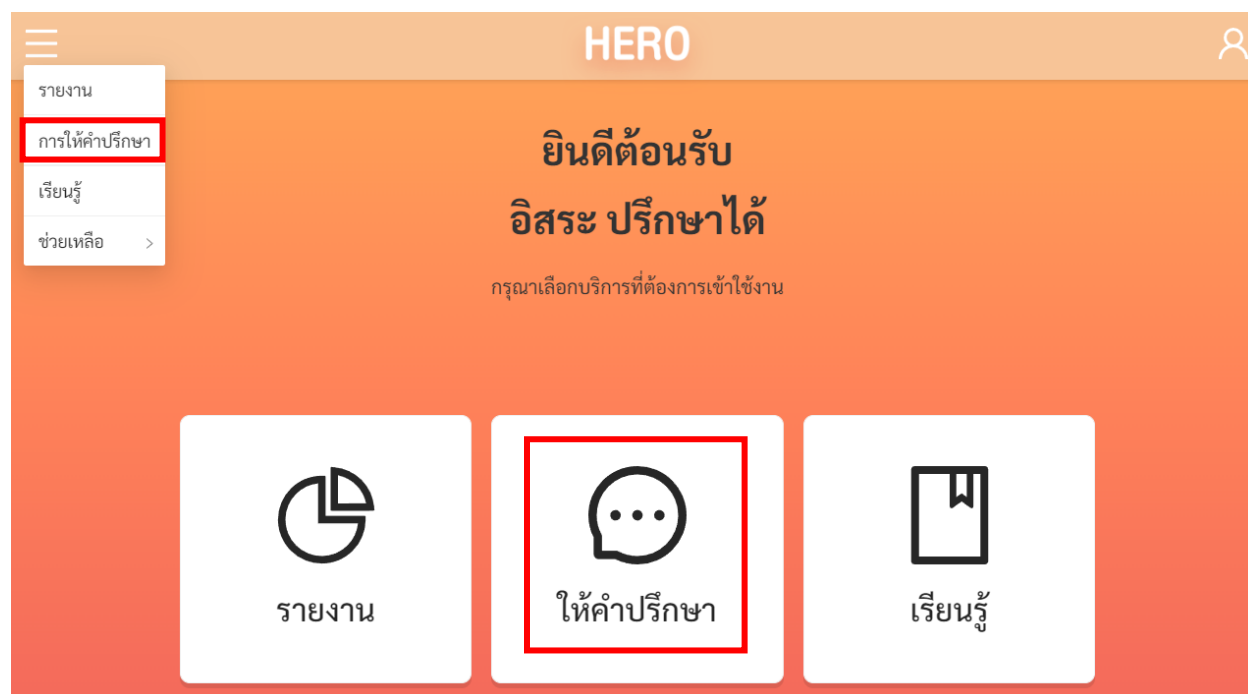 HERO
รายงาน
การให้คำปรึกษา
เรียนรู้
ช่วยเหลือ >
ยินดีต้อนรับ
อิสระ ปรึกษาได้
กรุณาเลือกบริการที่ต้องการเข้าใช้งาน
รายงาน
ให้คำปรึกษา
เรียนรู้